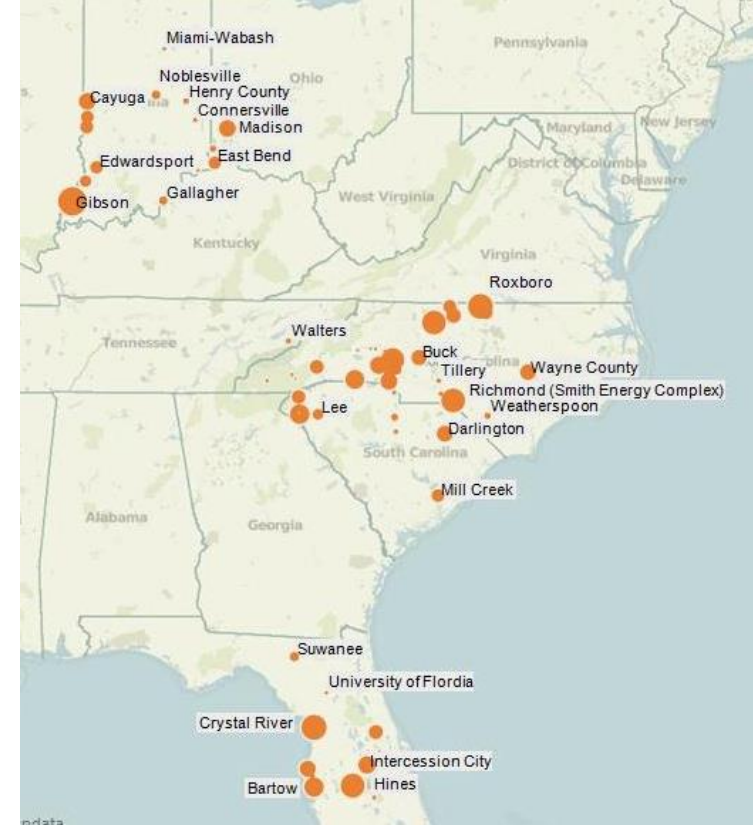 Miami-Wabash
Pennsylvania
Noblesville
Ohio
Cayuga
Henry County
Connersville
Madison
New Jersey
Maryland
Edwardsport
East Bend
District of Columbia
Delaware
Gallagher
West Virginia
Gibson
Kentucky
Virginia
Roxboro
Walters
Tennessee
Buck
Tillery
olina
Wayne County
Richmond (Smith Energy Complex)
Lee
Weatherspoon
Darlington
South Carolina
Mill Creek
Alabama
Georgia
Suwanee
University of Flordia
Crystal River
Intercession City
Bartow
Hines